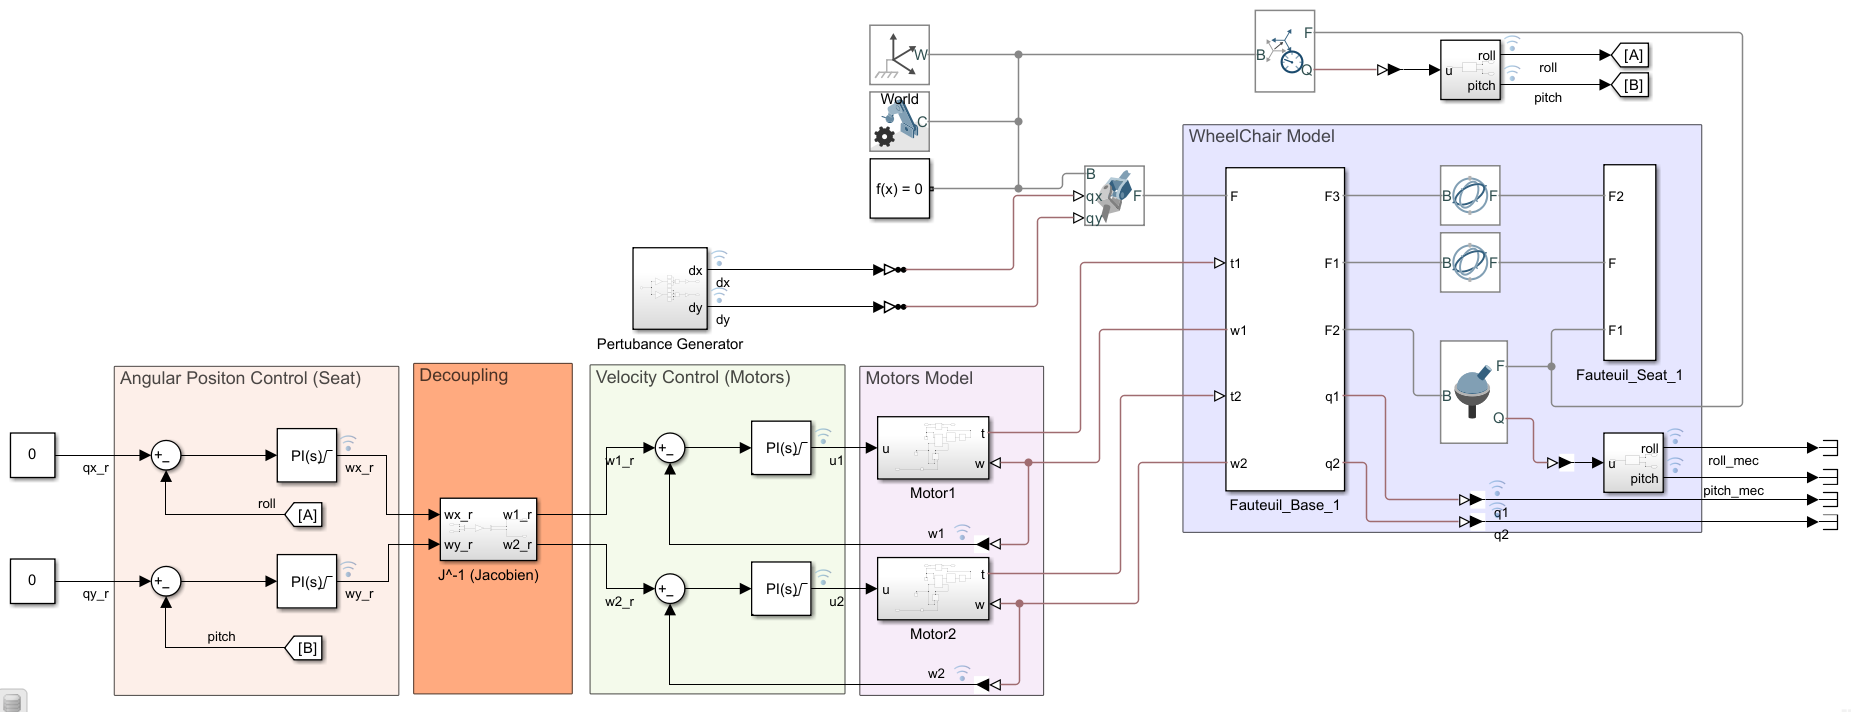 W
World
C
f(x) = 0
B
F
Q
u
roll
pitch
roll
pitch
[A]
[B]
B
qx
qy
F
dx
dy
dx
dy
Pertubance Generator
WheelChair Model
F
t1
w1
t2
w2
F3
F1
F2
q1
q2
Fauteuil_Base_1
B
F
B
F
B
F
Q
F2
F
F1
Fauteuil_Seat_1
u
roll
pitch
roll_mec
pitch_mec
q1
q2
Angular Positon Control (Seat)
0
qx_r
+
_
PI(s)
wx_r
roll
[A]
0
qy_r
+
_
PI(s)
wy_r
pitch
[B]
Decoupling
wx_r
wy_r
w1_r
w2_r
J^-1 (Jacobien)
Velocity Control (Motors)
w1_r
+
_
PI(s)
u1
w2_r
+
_
PI(s)
u2
Motors Model
u
t
w
Motor1
w1
u
t
w
Motor2
w2